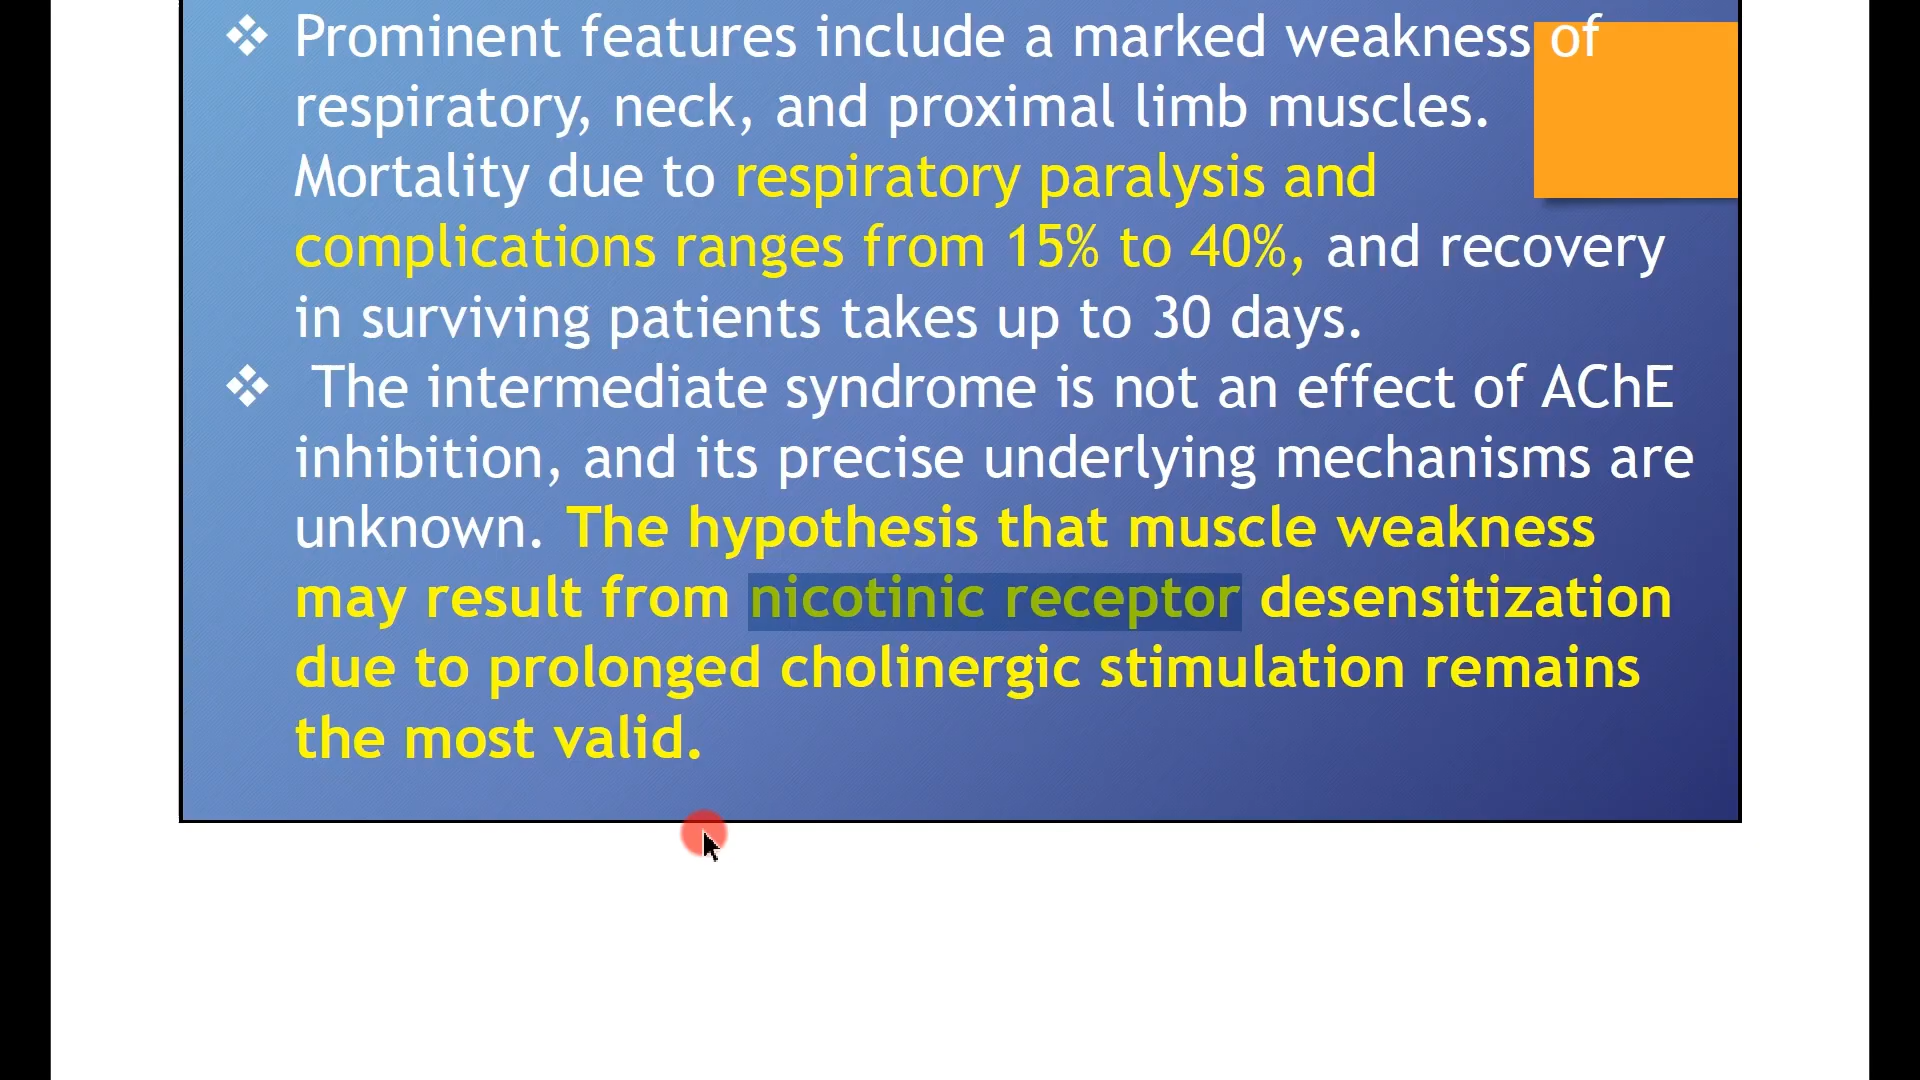 ❖ Prominent features include a marked weakness of
respiratory, neck, and proximal limb muscles.
Mortality due to respiratory paralysis and
complications ranges from 15% to 40%, and recovery
in surviving patients takes up to 30 days.
❖ The intermediate syndrome is not an effect of AChE
inhibition, and its precise underlying mechanisms are
unknown. The hypothesis that muscle weakness
may result from nicotinic receptor desensitization
due to prolonged cholinergic stimulation remains
the most valid.